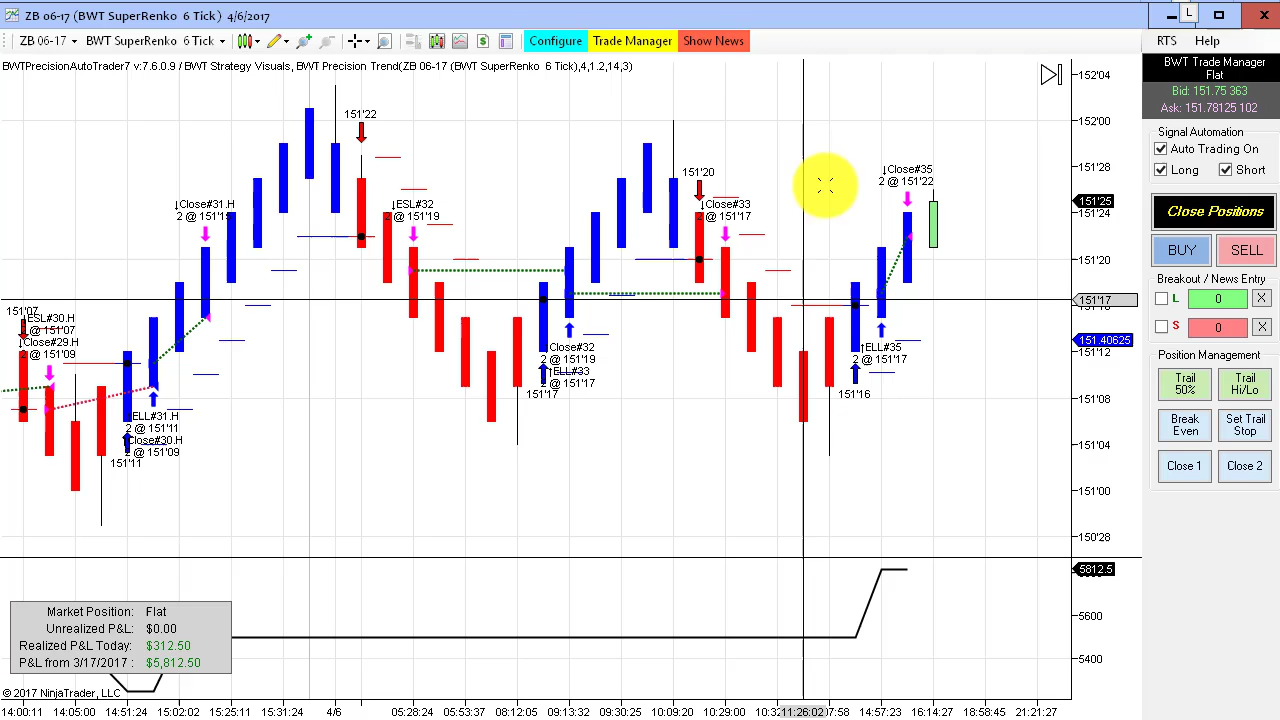 ZB 06-17 (BWT SuperRenko 6 Tick) 4/6/2017
L
ZB 06-17 BWT SuperRenko 6 Tick
Configure Trade Manager Show News
RTS Help
BWTPrecisionAutoTrader7 v:7.6.0.9 / BWT Strategy Visuals, BWT Precision Trend(ZB 06-17 (BWT SuperRenko 6 Tick),4,1.2,14,3)
BWT Trade Manager
Flat
Bid: 151.75 363
Ask: 151.78125 102
Signal Automation
Auto Trading On
Long Short
Close Positions
BUY SELL
Breakout / News Entry
L 0 X
S 0 X
Position Management
Trail 50%
Trail Hi/Lo
Break Even
Set Trail Stop
Close 1 Close 2
152'04
152'00
151'28
151'25
151'24
151'20
151'17
151.40625
151'12
151'08
151'04
151'00
150'28
5812.5
5600
5400
151'07
↓ESL#30.H
2 @ 151'07
↓Close#29.H
2 @ 151'09
↑ELL#31.H
2 @ 151'11
Close#30.H
2 @ 151'09
151'11
↓Close#31.H
151'22
↓ESL#32
2 @ 151'19
Close#32
2 @ 151'19
↑ELL#33
2 @ 151'17
151'17
151'20
↓Close#33
2 @ 151'17
↑ELL#35
2 @ 151'17
151'16
↓Close#35
2 @ 151'22
Market Position: Flat
Unrealized P&L: $0.00
Realized P&L Today: $312.50
P&L from 3/17/2017 : $5,812.50
© 2017 NinjaTrader, LLC
14:00:11 14:05:00 14:51:24 15:02:02 15:25:11 15:31:24 4/6 05:28:24 05:53:37 08:12:05 09:13:32 09:30:25 10:09:20 10:29:00 11:26:02 14:57:23 16:14:27 18:59:45 21:21:27